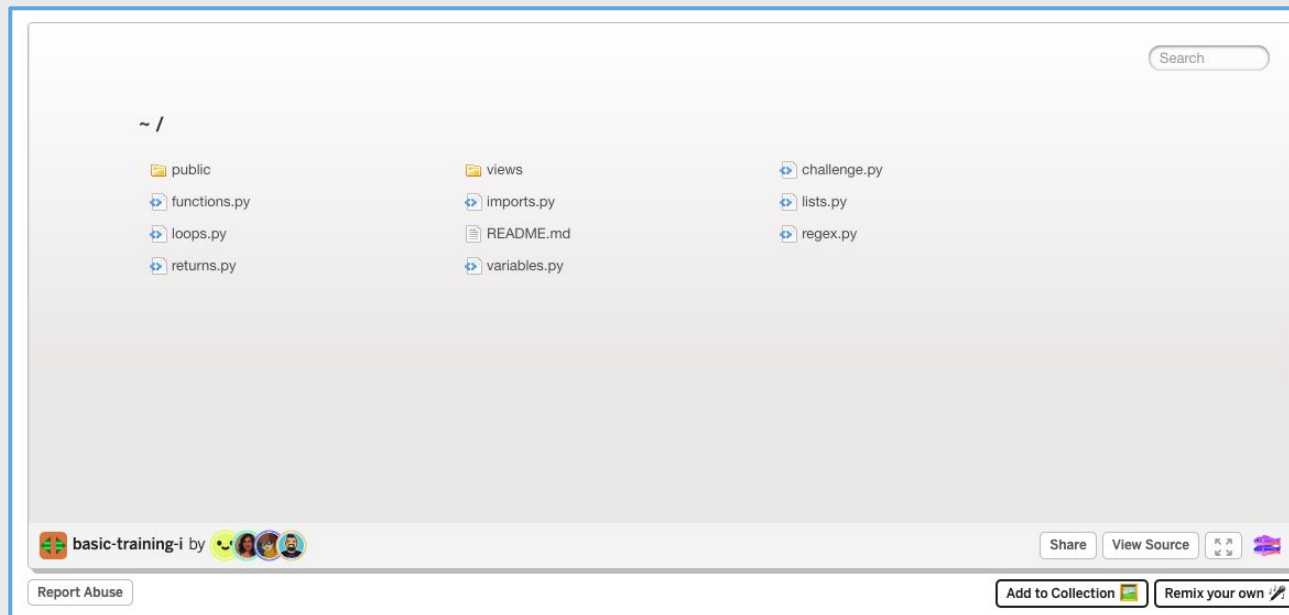 Search
~ /
public views challenge.py
functions.py imports.py lists.py
loops.py README.md regex.py
returns.py variables.py
basic-training-i by Share View Source
Report Abuse Add to Collection Remix your own